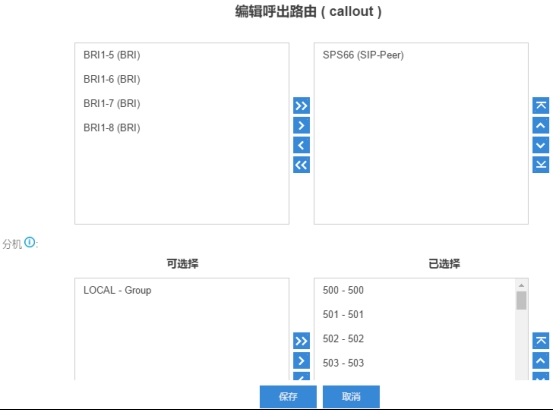 编辑呼出路由 ( callout )
BRI1-5 (BRI)
BRI1-6 (BRI)
BRI1-7 (BRI)
BRI1-8 (BRI)
SPS66 (SIP-Peer)
分机 :
可选择
已选择
LOCAL - Group
500 - 500
501 - 501
502 - 502
503 - 503
保存 取消